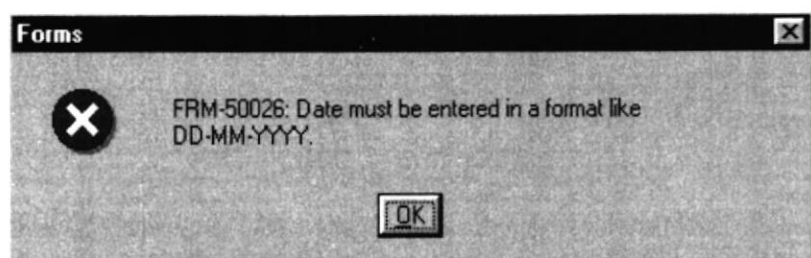 Forms
FRM-50026: Date must be entered in a format like
DD-MM-YYYY.
OK